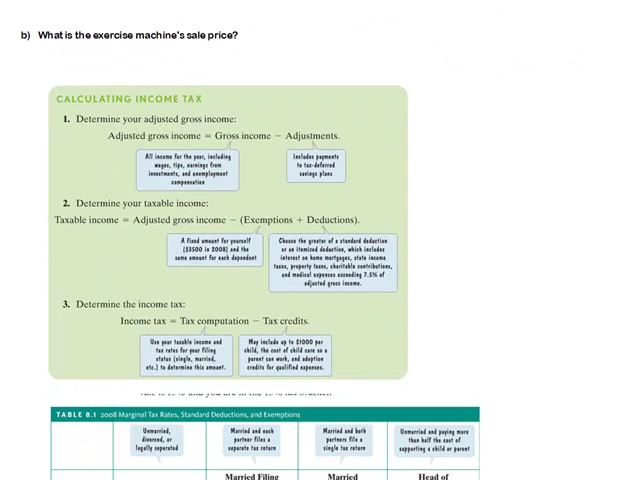 b) What is the exercise machine's sale price?
CALCULATING INCOME TAX
1. Determine your adjusted gross income:
Adjusted gross income = Gross income − Adjustments.
All income for the year, including
wages, tips, earnings from
investments, and unemployment
compensation
Includes payments
to tax-deferred
savings plans
2. Determine your taxable income:
Taxable income = Adjusted gross income − (Exemptions + Deductions).
A fixed amount for yourself
($3500 in 2008) and the
same amount for each dependent
Choose the greater of a standard deduction
or an itemized deduction, which includes
interest on home mortgages, state income
taxes, property taxes, charitable contributions,
and medical expenses exceeding 7.5% of
adjusted gross income.
3. Determine the income tax:
Income tax = Tax computation − Tax credits.
Use your taxable income and
tax rates for your filing
status (single, married,
etc.) to determine this amount.
May include up to $1000 per
child, the cost of child care so a
parent can work, and adoption
credits for qualified expenses.
TABLE 8.1 2008 Marginal Tax Rates, Standard Deductions, and Exemptions
Unmarried,
divorced, or
legally separated
Married and each
partner files a
separate tax return
Married and both
partners file a
single tax return
Unmarried and paying more
than half the cost of
supporting a child or parent
Married Filing
Married
Head of